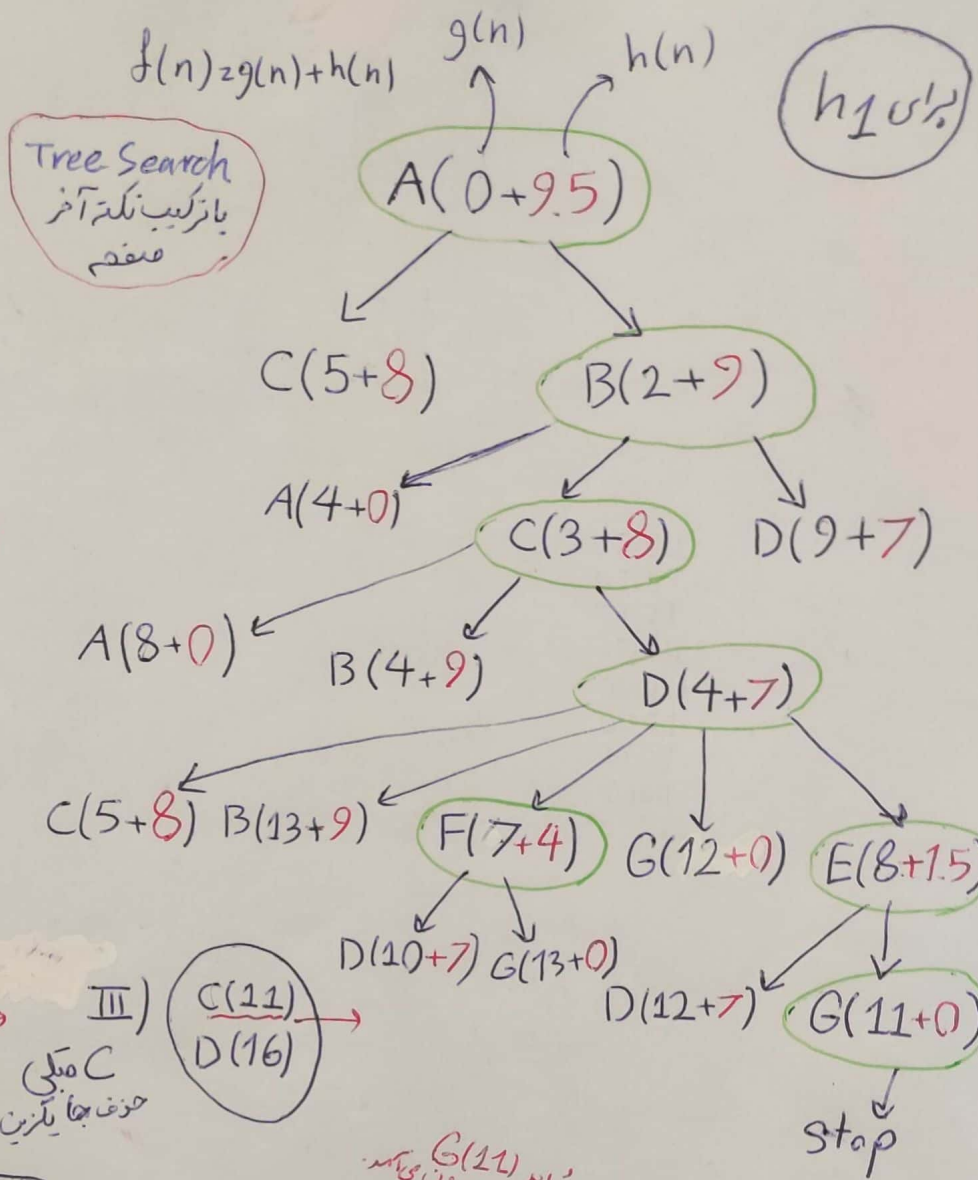 g(n)
h(n)
f(n)=g(n)+h(n)
برای h1
Tree Search
با ترکیب نکته آخر
صفحه
A(0+9.5)
C(5+8)
B(2+9)
A(4+0)
C(3+8)
D(9+7)
A(8+0)
B(4+9)
D(4+7)
C(5+8)
B(13+9)
F(7+4)
G(12+0)
E(8+1.5
D(10+7)
G(13+0)
D(12+7)
G(11+0)
III)
C(11)
D(16)
C قبلی
حذف جایگزین
stop
G(11)